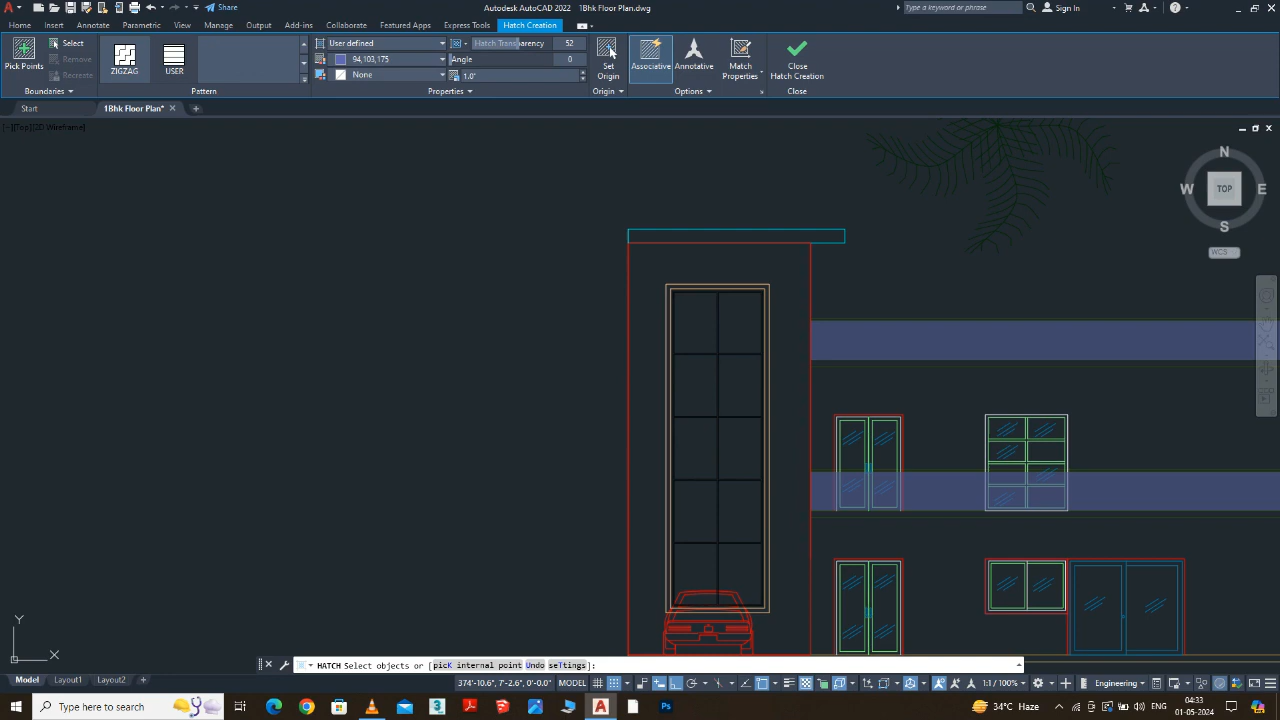 Share
Autodesk AutoCAD 2022   1Bhk Floor Plan.dwg
Type a keyword or phrase
Sign In
Home Insert Annotate Parametric View Manage Output Add-ins Collaborate Featured Apps Express Tools Hatch Creation
Pick Points
Select
Remove
Recreate
Boundaries
ZIGZAG
USER
Pattern
User defined
94,103,175
None
Hatch Transparency 52
Angle 0
1.0'
Properties
Set Origin
Origin
Associative
Annotative
Match Properties
Options
Close Hatch Creation
Close
Start
1Bhk Floor Plan*
[-][Top][2D Wireframe]
N
W TOP E
S
WCS
Y
X
HATCH Select objects or [picK internal point Undo seTtings]:
Model Layout1 Layout2
374'-10.6", 7'-2.6", 0'-0.0" MODEL
1:1 / 100%
Engineering
Type here to search
34°C Haze
ENG
04:33
01-05-2024